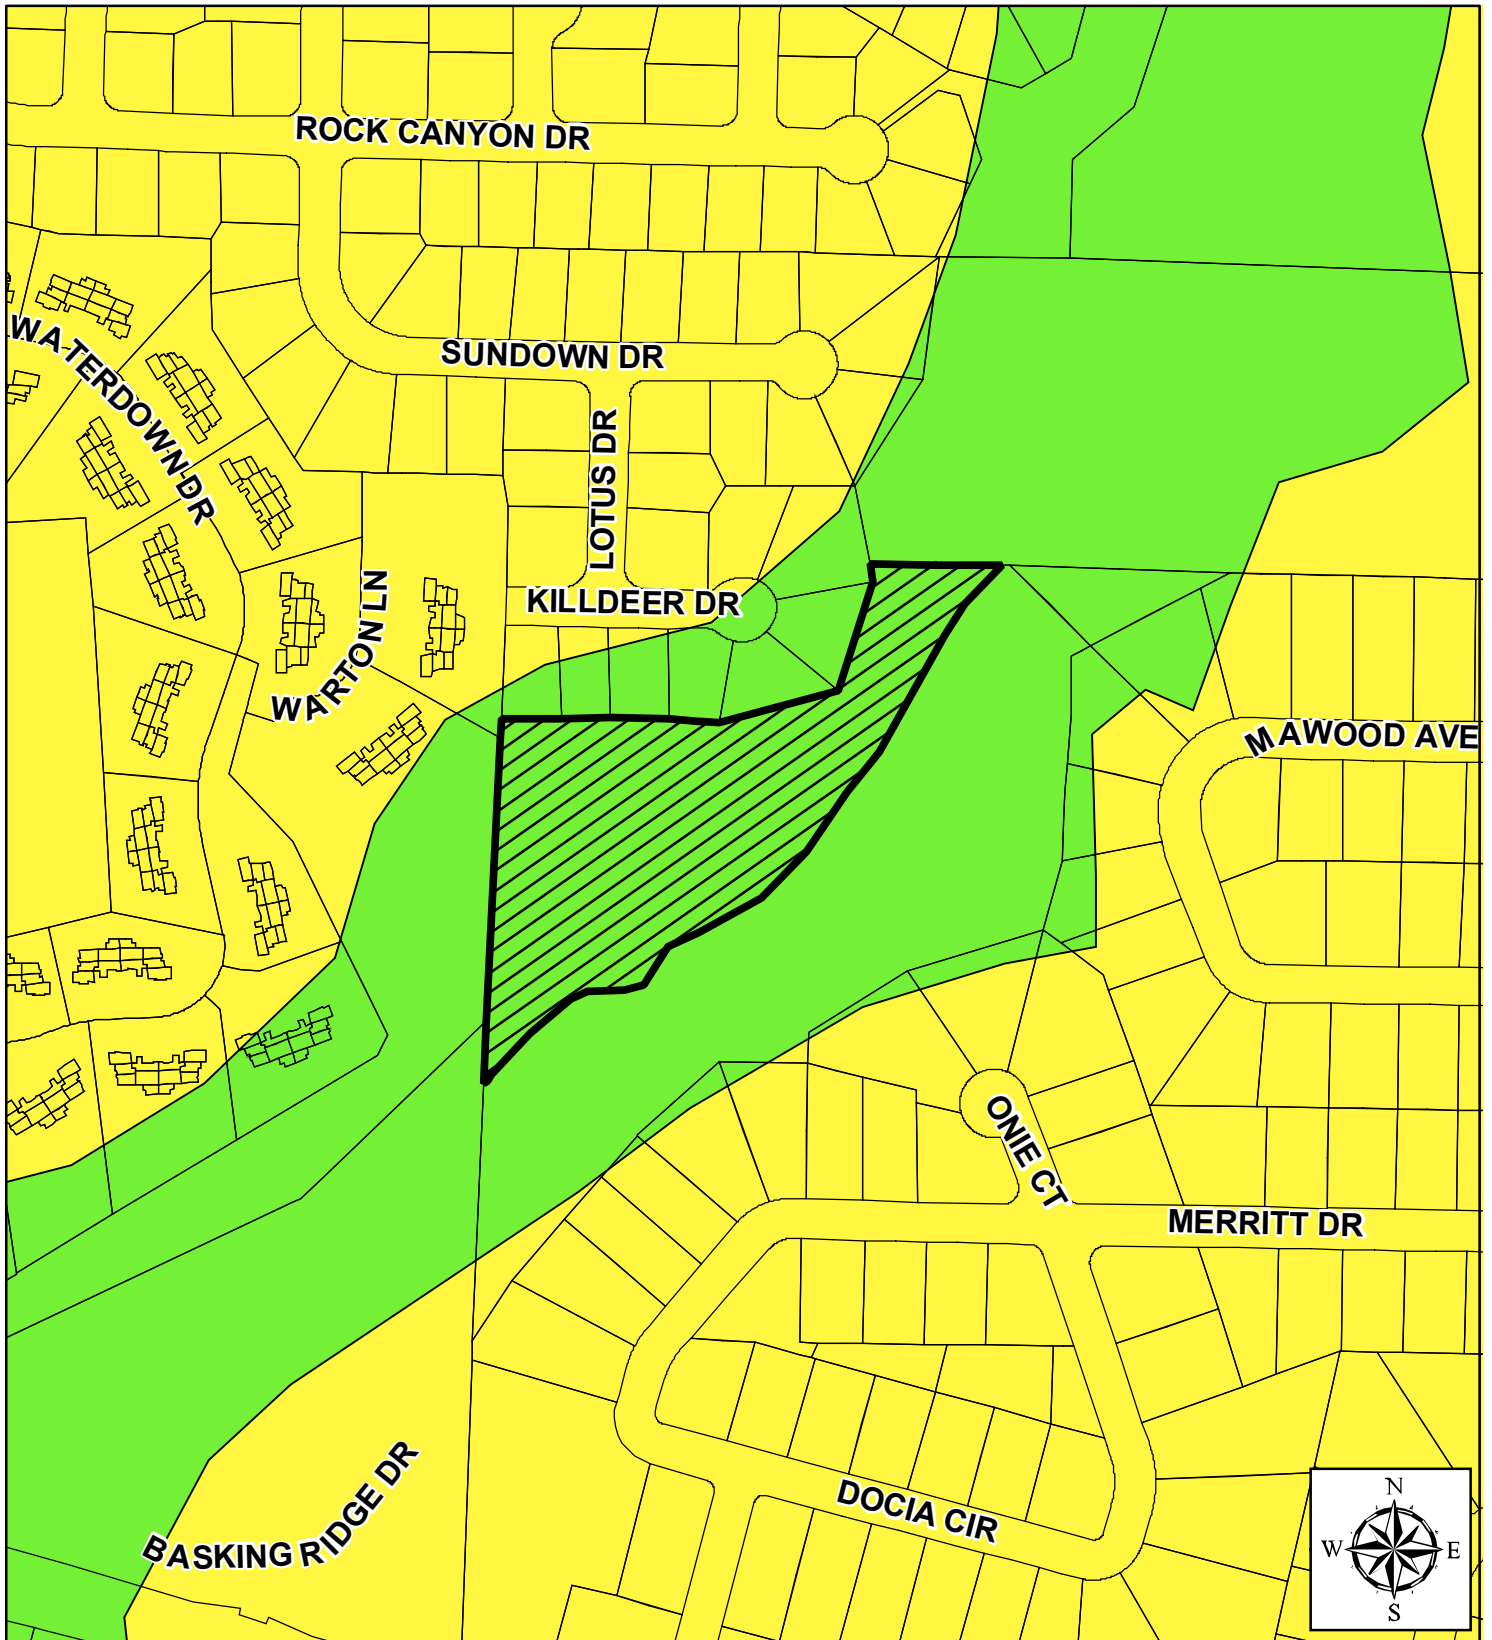 ROCK CANYON DR
SUNDOWN DR
WATERDOWN DR
LOTUS DR
WARTON LN
KILLDEER DR
MAWOOD AVE
ONIE CT
MERRITT DR
DOCIA CIR
BASKING RIDGE DR
N
W E
S